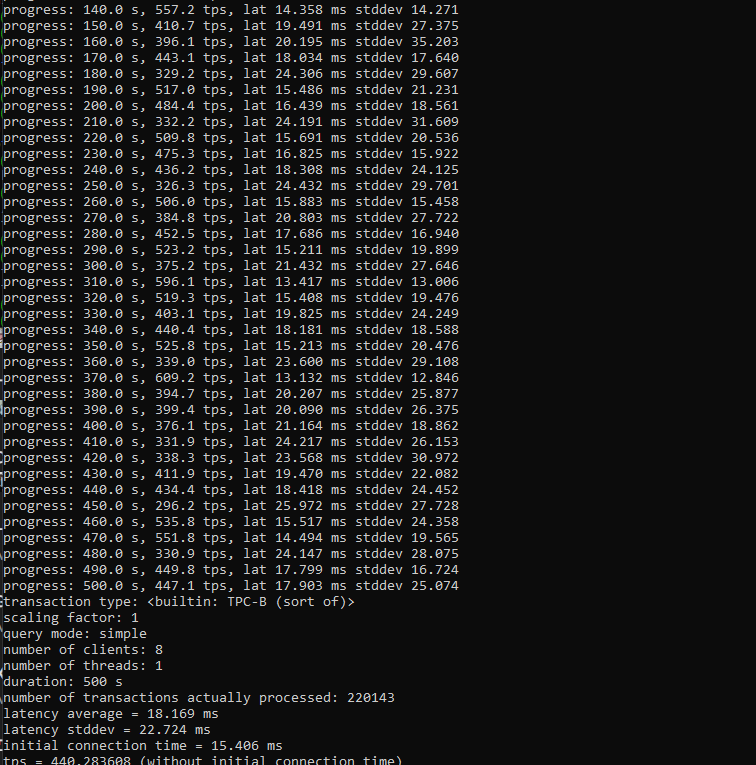 progress: 140.0 s, 557.2 tps, lat 14.358 ms stddev 14.271
progress: 150.0 s, 410.7 tps, lat 19.491 ms stddev 27.375
progress: 160.0 s, 396.1 tps, lat 20.195 ms stddev 35.203
progress: 170.0 s, 443.1 tps, lat 18.034 ms stddev 17.640
progress: 180.0 s, 329.2 tps, lat 24.306 ms stddev 29.607
progress: 190.0 s, 517.0 tps, lat 15.486 ms stddev 21.231
progress: 200.0 s, 484.4 tps, lat 16.439 ms stddev 18.561
progress: 210.0 s, 332.2 tps, lat 24.191 ms stddev 31.609
progress: 220.0 s, 509.8 tps, lat 15.691 ms stddev 20.536
progress: 230.0 s, 475.3 tps, lat 16.825 ms stddev 15.922
progress: 240.0 s, 436.2 tps, lat 18.308 ms stddev 24.125
progress: 250.0 s, 326.3 tps, lat 24.432 ms stddev 29.701
progress: 260.0 s, 506.0 tps, lat 15.883 ms stddev 15.458
progress: 270.0 s, 384.8 tps, lat 20.803 ms stddev 27.722
progress: 280.0 s, 452.5 tps, lat 17.686 ms stddev 16.940
progress: 290.0 s, 523.2 tps, lat 15.211 ms stddev 19.899
progress: 300.0 s, 375.2 tps, lat 21.432 ms stddev 27.646
progress: 310.0 s, 596.1 tps, lat 13.417 ms stddev 13.006
progress: 320.0 s, 519.3 tps, lat 15.408 ms stddev 19.476
progress: 330.0 s, 403.1 tps, lat 19.825 ms stddev 24.249
progress: 340.0 s, 440.4 tps, lat 18.181 ms stddev 18.588
progress: 350.0 s, 525.8 tps, lat 15.213 ms stddev 20.476
progress: 360.0 s, 339.0 tps, lat 23.600 ms stddev 29.108
progress: 370.0 s, 609.2 tps, lat 13.132 ms stddev 12.846
progress: 380.0 s, 394.7 tps, lat 20.207 ms stddev 25.877
progress: 390.0 s, 399.4 tps, lat 20.090 ms stddev 26.375
progress: 400.0 s, 376.1 tps, lat 21.164 ms stddev 18.862
progress: 410.0 s, 331.9 tps, lat 24.217 ms stddev 26.153
progress: 420.0 s, 338.3 tps, lat 23.568 ms stddev 30.972
progress: 430.0 s, 411.9 tps, lat 19.470 ms stddev 22.082
progress: 440.0 s, 434.4 tps, lat 18.418 ms stddev 24.452
progress: 450.0 s, 296.2 tps, lat 25.972 ms stddev 27.728
progress: 460.0 s, 535.8 tps, lat 15.517 ms stddev 24.358
progress: 470.0 s, 551.8 tps, lat 14.494 ms stddev 19.565
progress: 480.0 s, 330.9 tps, lat 24.147 ms stddev 28.075
progress: 490.0 s, 449.8 tps, lat 17.799 ms stddev 16.724
progress: 500.0 s, 447.1 tps, lat 17.903 ms stddev 25.074
transaction type: <builtin: TPC-B (sort of)>
scaling factor: 1
query mode: simple
number of clients: 8
number of threads: 1
duration: 500 s
number of transactions actually processed: 220143
latency average = 18.169 ms
latency stddev = 22.724 ms
initial connection time = 15.406 ms
tps = 440.283608 (without initial connection time)